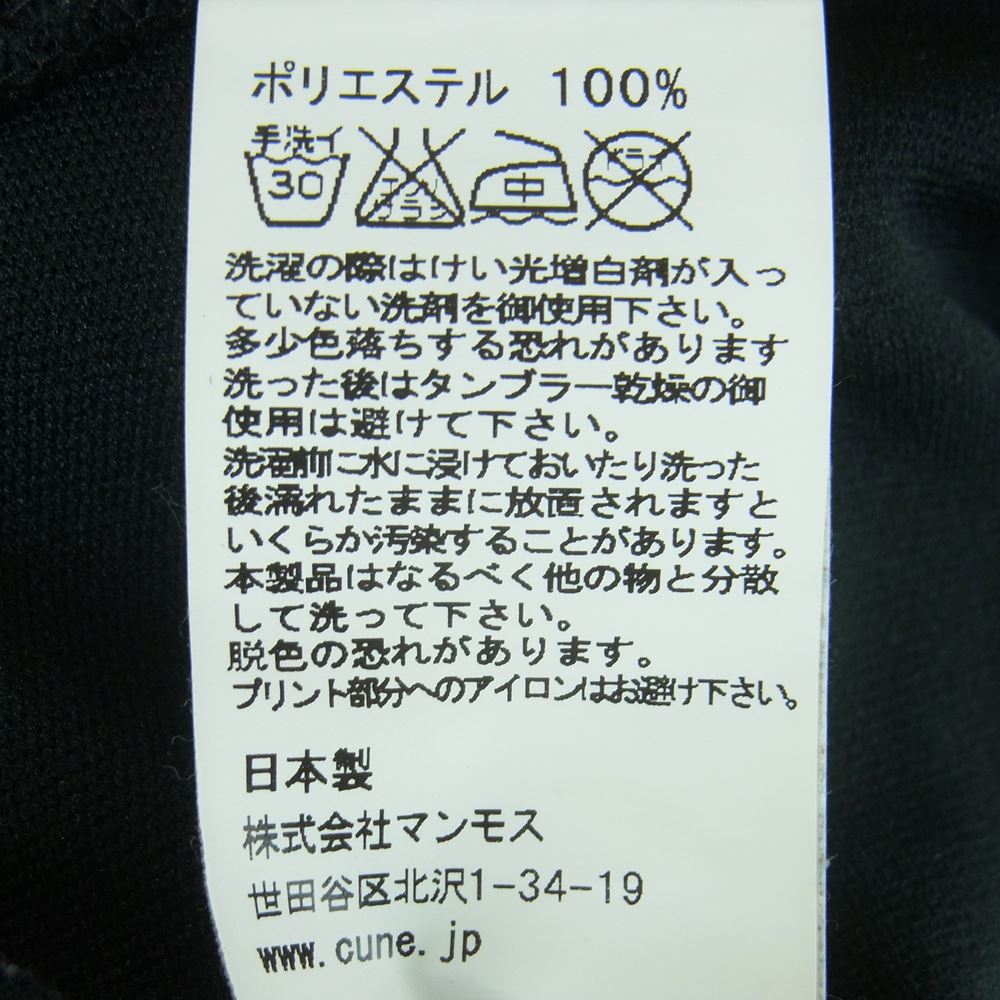 ポリエステル 100%
手洗イ
30
エンソ
サラシ
中
ドライ
洗濯の際はけい光増白剤が入っ
ていない洗剤を御使用下さい。
多少色落ちする恐れがあります
洗った後はタンブラー乾燥の御
使用は避けて下さい。
洗濯前に水に浸けておいたり洗った
後濡れたままに放置されますと
いくらか汚染することがあります。
本製品はなるべく他の物と分散
して洗って下さい。
脱色の恐れがあります。
プリント部分へのアイロンはお避け下さい。
日本製
株式会社マンモス
世田谷区北沢1-34-19
www.cune.jp